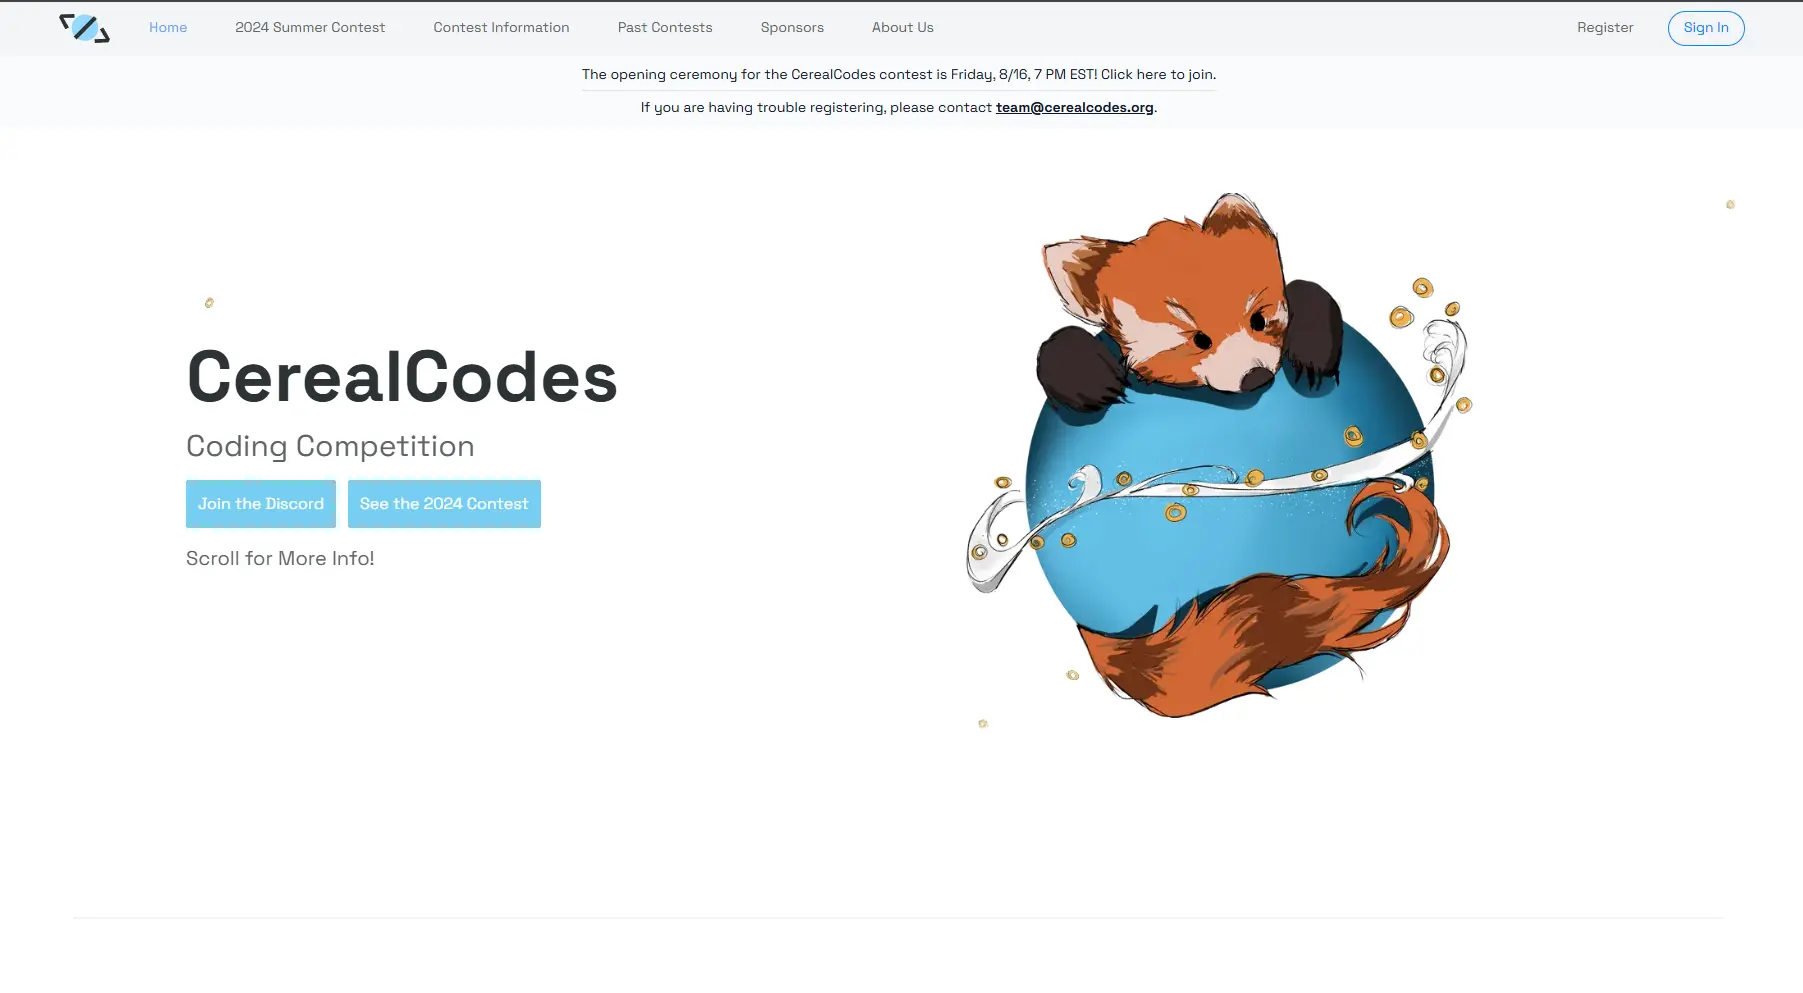 Home 2024 Summer Contest Contest Information Past Contests Sponsors About Us Register Sign In
The opening ceremony for the CerealCodes contest is Friday, 8/16, 7 PM EST! Click here to join.
If you are having trouble registering, please contact team@cerealcodes.org.
CerealCodes
Coding Competition
Join the Discord See the 2024 Contest
Scroll for More Info!